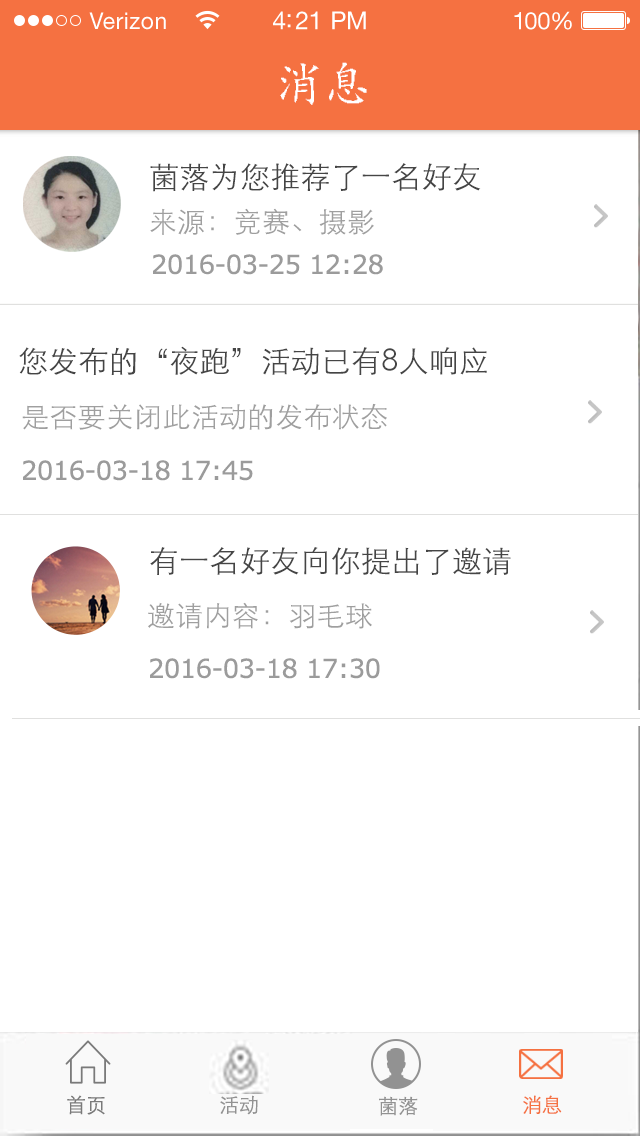 Verizon 4:21 PM 100%
消息
菌落为您推荐了一名好友
来源：竞赛、摄影
2016-03-25 12:28
您发布的“夜跑”活动已有8人响应
是否要关闭此活动的发布状态
2016-03-18 17:45
有一名好友向你提出了邀请
邀请内容：羽毛球
2016-03-18 17:30
首页 活动 菌落 消息